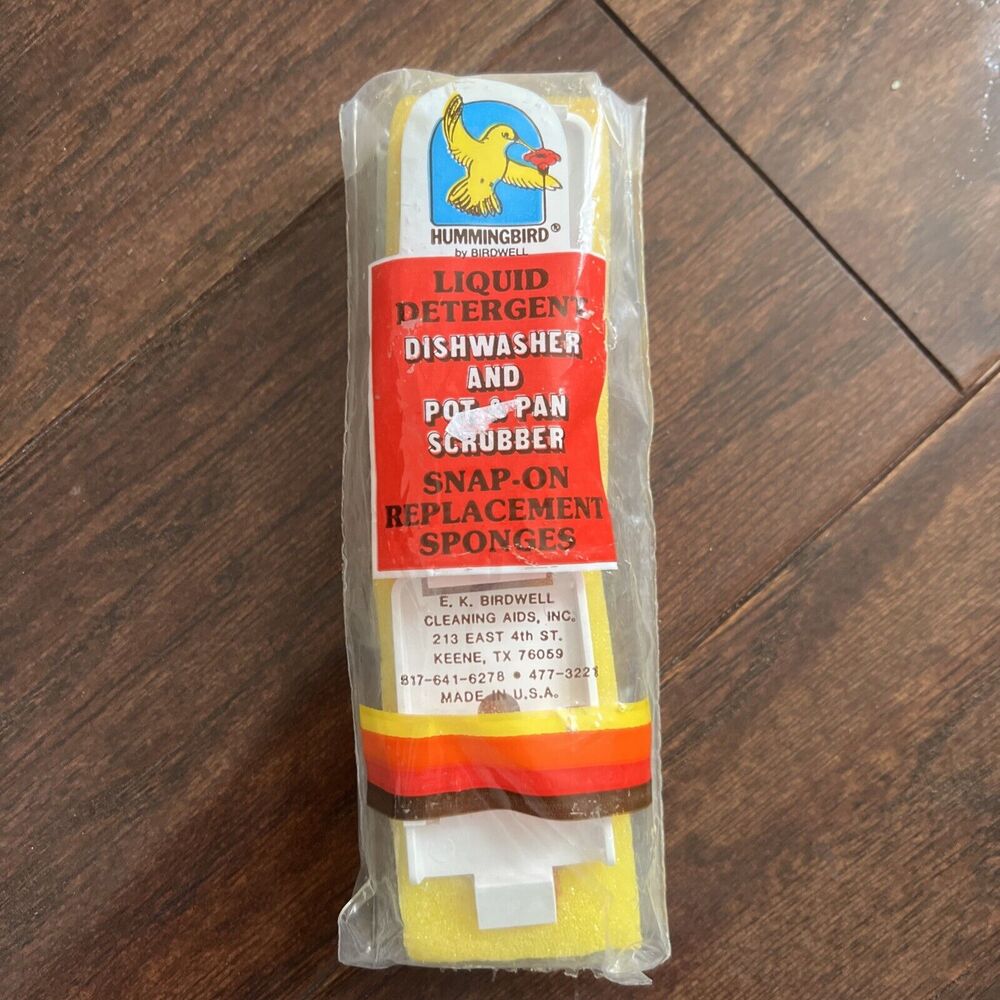 HUMMINGBIRD®
by BIRDWELL
LIQUID
DETERGENT
DISHWASHER
AND
POT & PAN
SCRUBBER
SNAP-ON
REPLACEMENT
SPONGES
E. K. BIRDWELL
CLEANING AIDS, INC.
213 EAST 4th ST.
KEENE, TX 76059
817-641-6278 • 477-3221
MADE IN U.S.A.